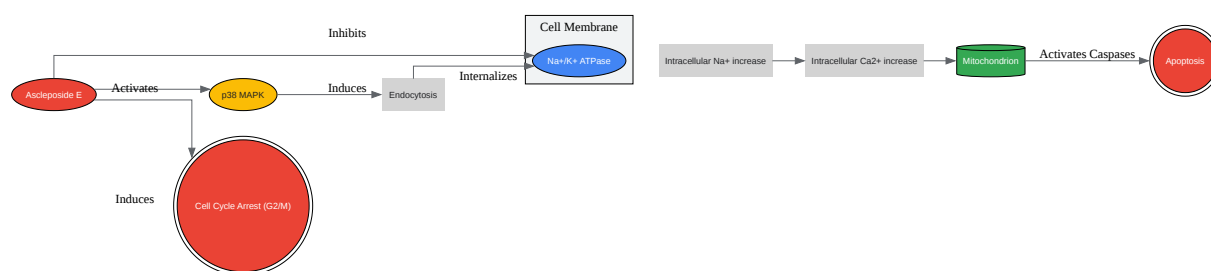 Cell Membrane
Inhibits
Na+/K+ ATPase
Internalizes
Intracellular Na+ increase
Intracellular Ca2+ increase
Mitochondrion
Activates Caspases
Apoptosis
Ascleposide E
Activates
p38 MAPK
Induces
Endocytosis
Induces
Cell Cycle Arrest (G2/M)